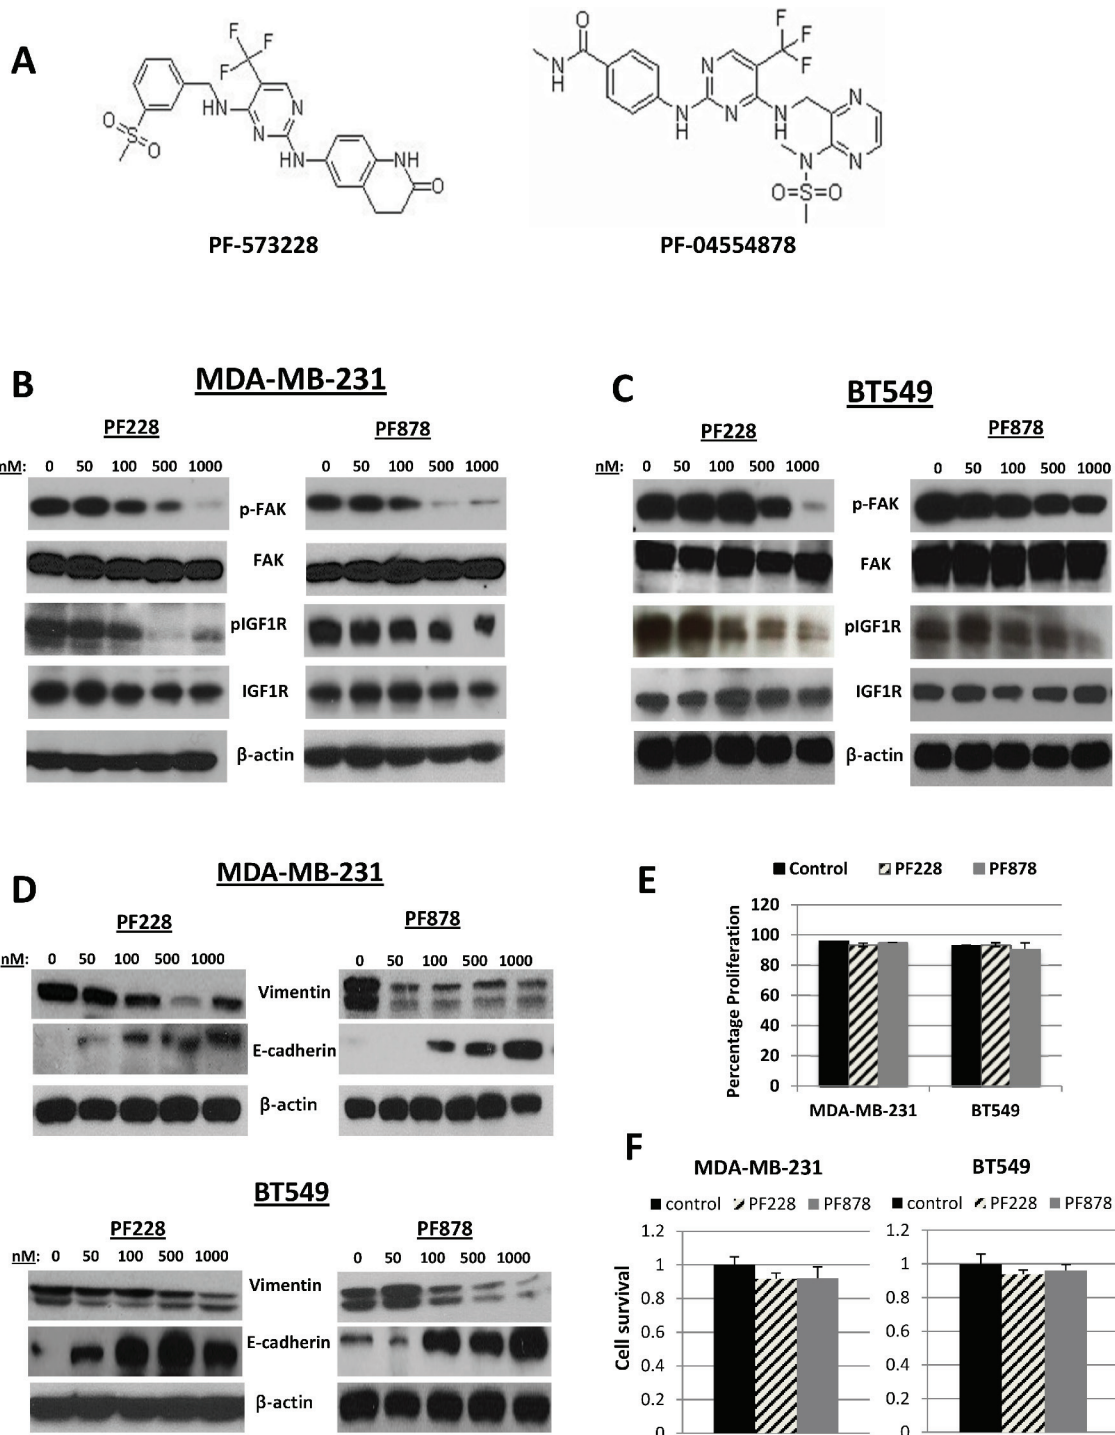 A
F
F
F
HN
N
N
O
S
O
HN
NH
O
PF-573228
O
N
H
N
H
N
N
F
F
F
N
H
N
N
N
O=S=O
PF-04554878
B
MDA-MB-231
PF228
PF878
nM: 0 50 100 500 1000
0 50 100 500 1000
p-FAK
FAK
pIGF1R
IGF1R
β-actin
C
BT549
PF228
PF878
nM: 0 50 100 500 1000
0 50 100 500 1000
p-FAK
FAK
pIGF1R
IGF1R
β-actin
D
MDA-MB-231
PF228
PF878
nM: 0 50 100 500 1000
0 50 100 500 1000
Vimentin
E-cadherin
β-actin
BT549
PF228
PF878
nM: 0 50 100 500 1000
0 50 100 500 1000
Vimentin
E-cadherin
β-actin
E
Control PF228 PF878
Percentage Proliferation
120
100
80
60
40
20
0
MDA-MB-231 BT549
F
MDA-MB-231
control PF228 PF878
Cell survival
1.2
1
0.8
0.6
0.4
0.2
0
BT549
control PF228 PF878
1.2
1
0.8
0.6
0.4
0.2
0